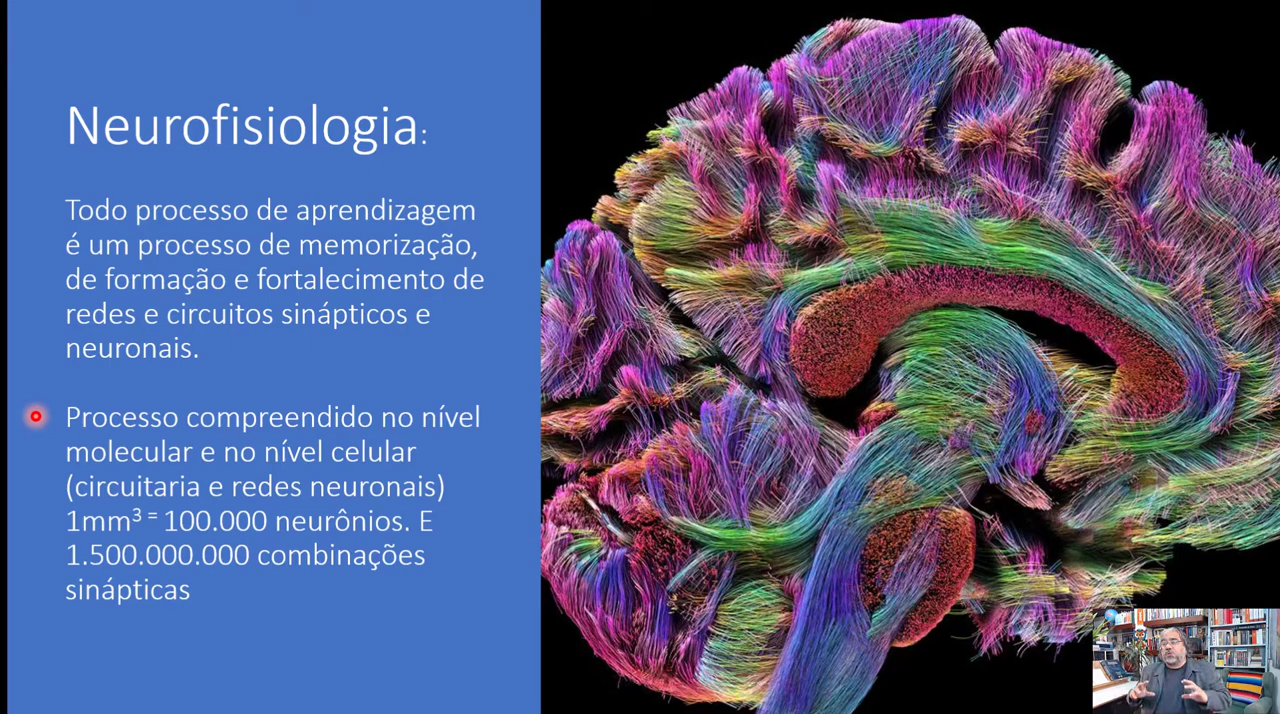 Neurofisiologia:
Todo processo de aprendizagem
é um processo de memorização,
de formação e fortalecimento de
redes e circuitos sinápticos e
neuronais.
Processo compreendido no nível
molecular e no nível celular
(circuitaria e redes neuronais)
1mm³ ⁼ 100.000 neurônios. E
1.500.000.000 combinações
sinápticas